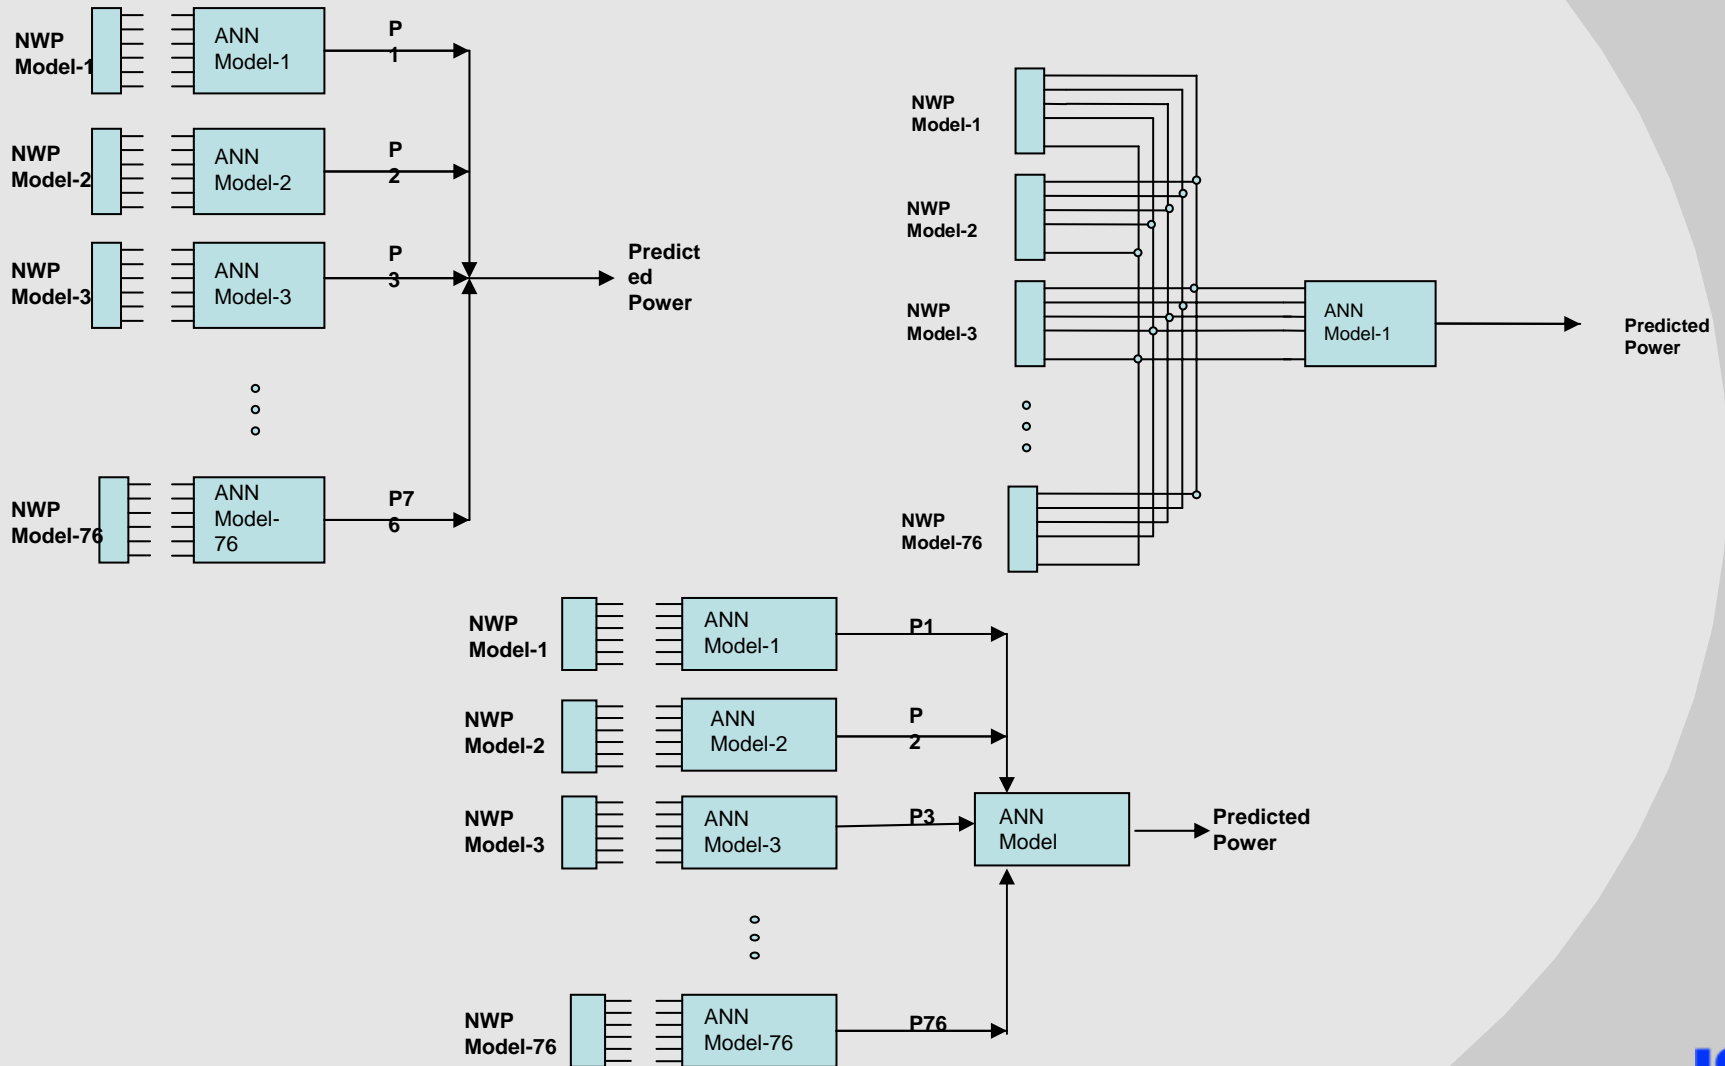 NWP
Model-1
ANN
Model-1
P
1
NWP
Model-2
ANN
Model-2
P
2
NWP
Model-3
ANN
Model-3
P
3
Predict
ed
Power
NWP
Model-76
ANN
Model-
76
P7
6
NWP
Model-1
NWP
Model-2
NWP
Model-3
ANN
Model-1
Predicted
Power
NWP
Model-76
NWP
Model-1
ANN
Model-1
P1
NWP
Model-2
ANN
Model-2
P
2
NWP
Model-3
ANN
Model-3
P3
ANN
Model
Predicted
Power
NWP
Model-76
ANN
Model-76
P76